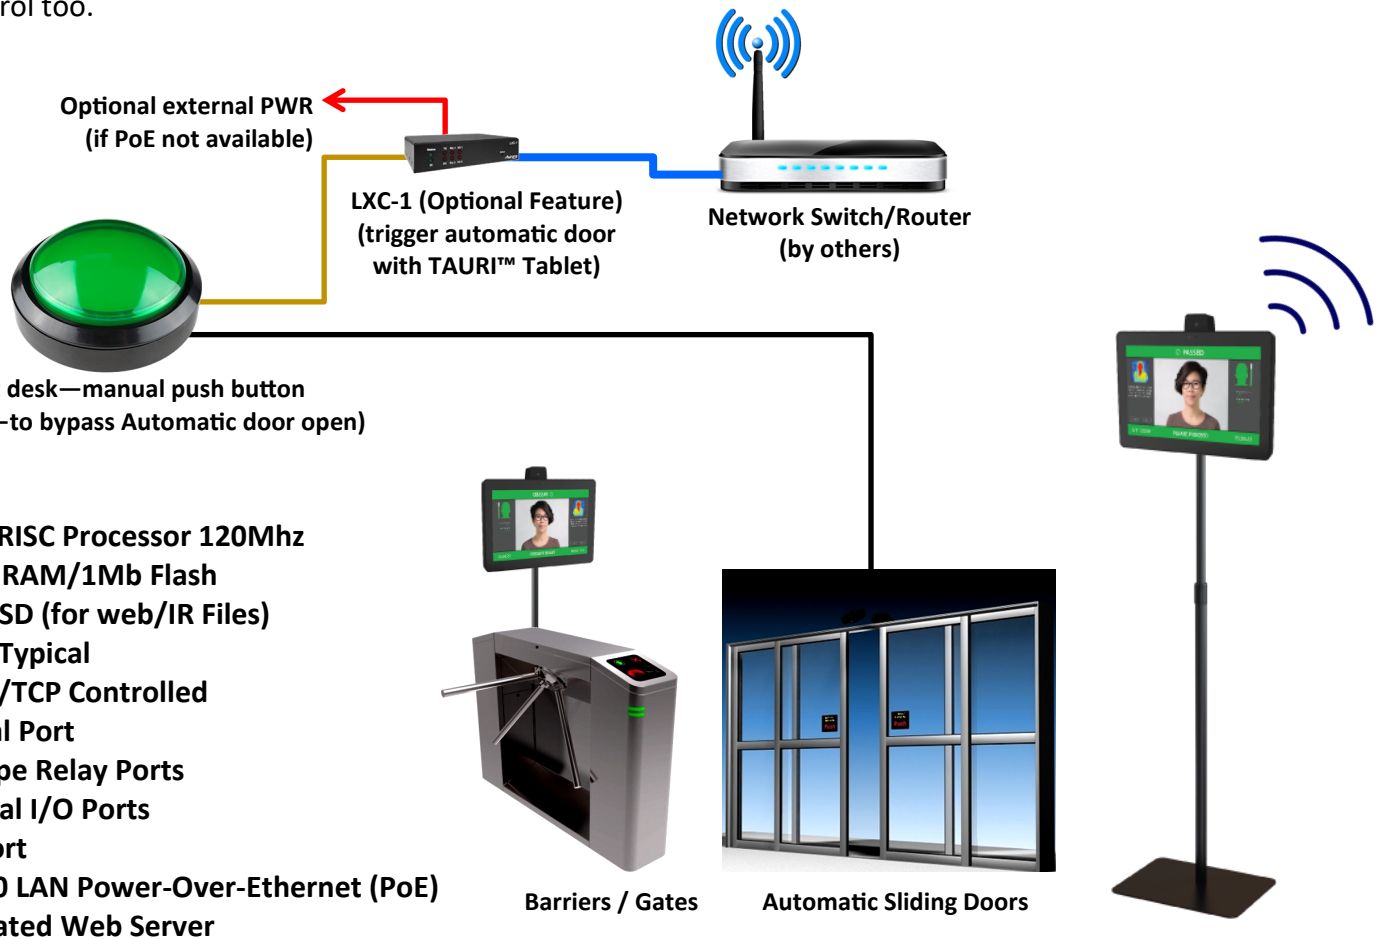 rol too.
Optional external PWR
(if PoE not available)
LXC-1 (Optional Feature)
(trigger automatic door
with TAURI™ Tablet)
Network Switch/Router
(by others)
desk—manual push button
–to bypass Automatic door open)
PASSED
RISC Processor 120Mhz
RAM/1Mb Flash
SD (for web/IR Files)
Typical
/TCP Controlled
l Port
pe Relay Ports
al I/O Ports
ort
0 LAN Power-Over-Ethernet (PoE)
ated Web Server
Barriers / Gates
Automatic Sliding Doors